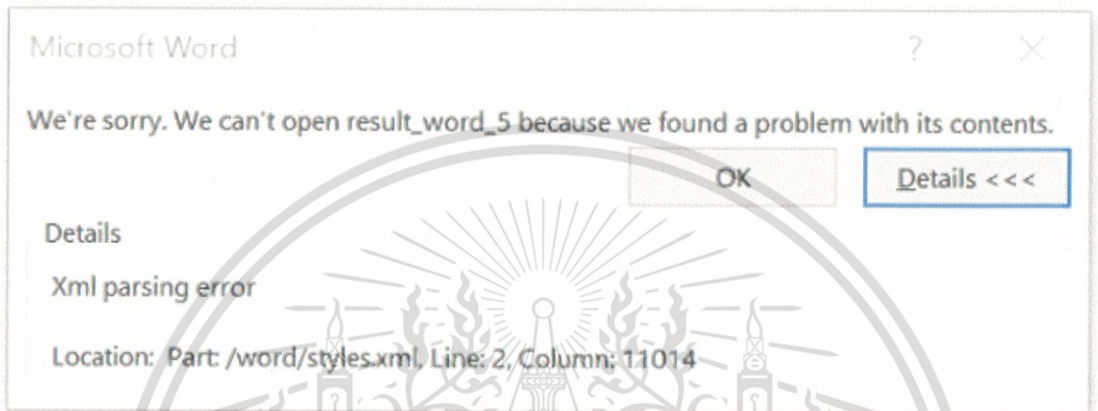 Microsoft Word ?
We're sorry. We can't open result_word_5 because we found a problem with its contents.
OK Details <<<
Details
Xml parsing error
Location: Part: /word/styles.xml, Line: 2, Column: 11014